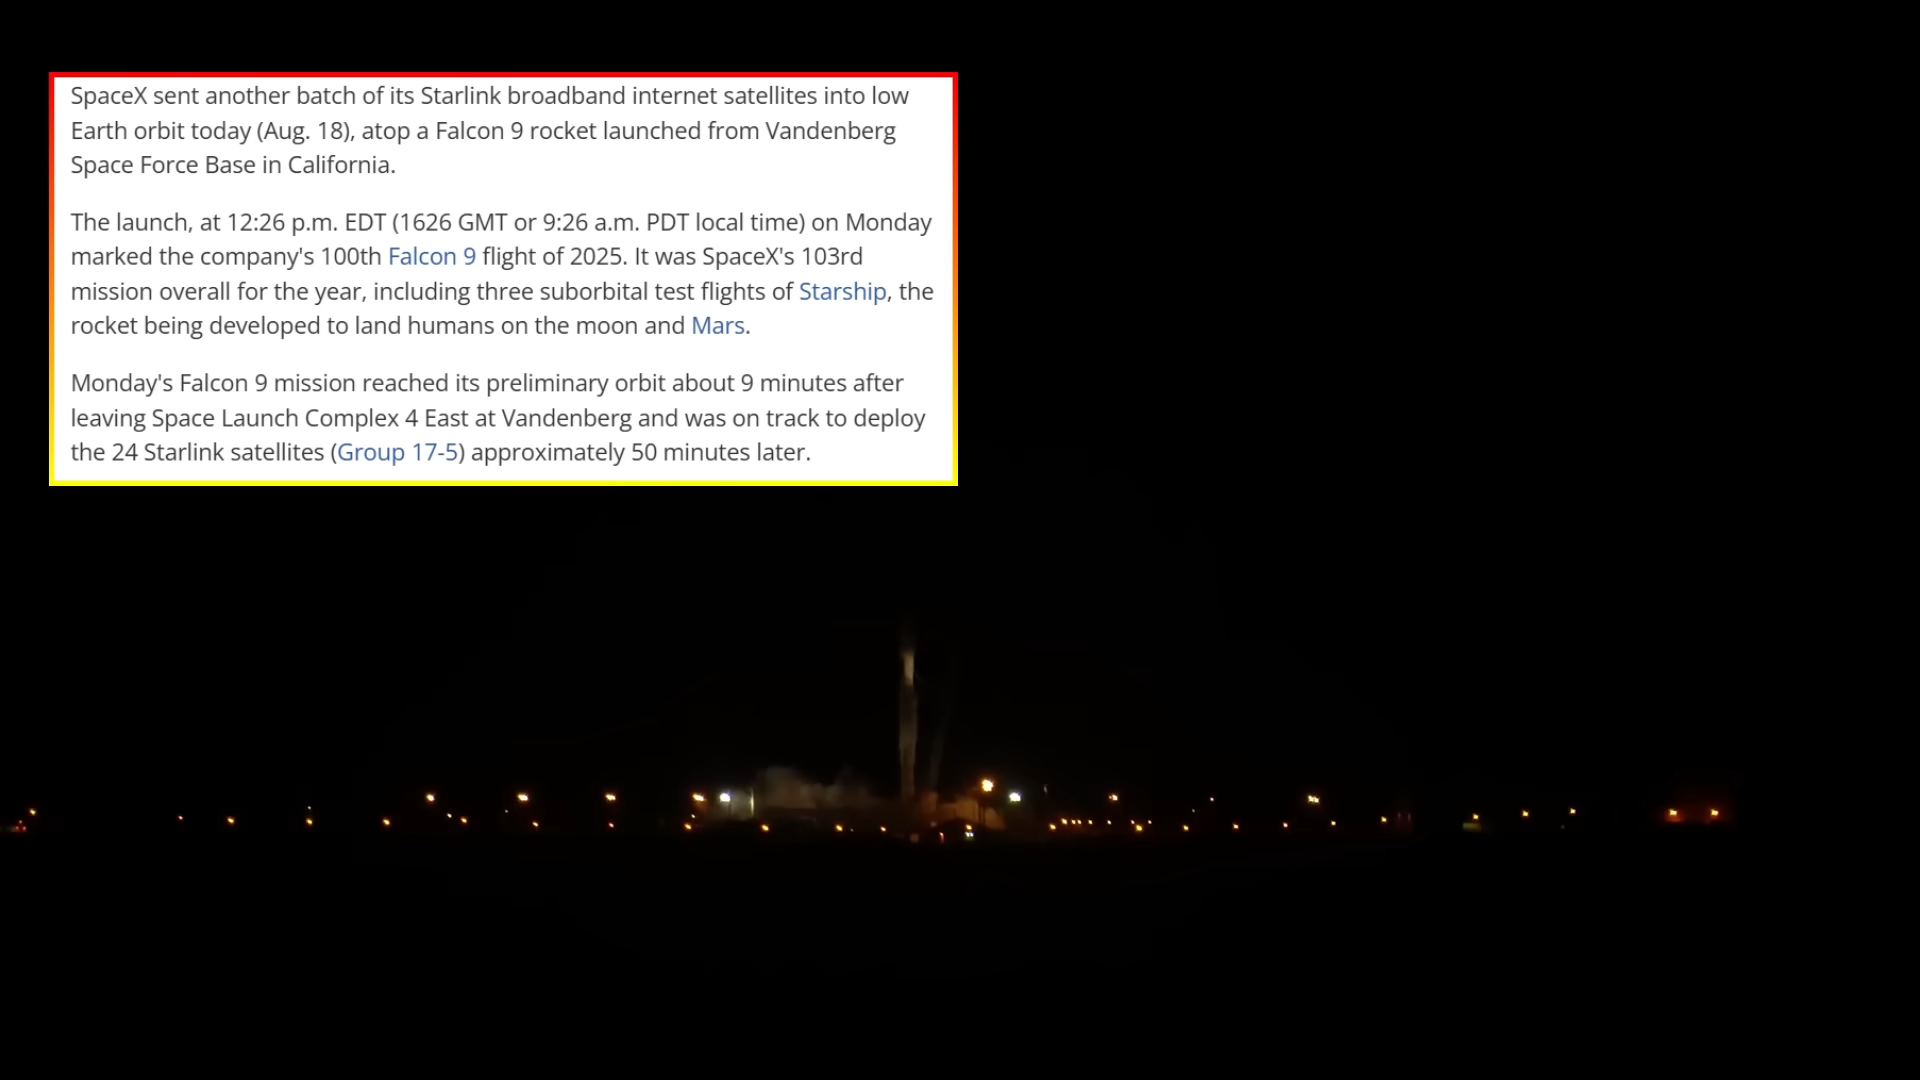 SpaceX sent another batch of its Starlink broadband internet satellites into low
Earth orbit today (Aug. 18), atop a Falcon 9 rocket launched from Vandenberg
Space Force Base in California.
The launch, at 12:26 p.m. EDT (1626 GMT or 9:26 a.m. PDT local time) on Monday
marked the company's 100th Falcon 9 flight of 2025. It was SpaceX's 103rd
mission overall for the year, including three suborbital test flights of Starship, the
rocket being developed to land humans on the moon and Mars.
Monday's Falcon 9 mission reached its preliminary orbit about 9 minutes after
leaving Space Launch Complex 4 East at Vandenberg and was on track to deploy
the 24 Starlink satellites (Group 17-5) approximately 50 minutes later.